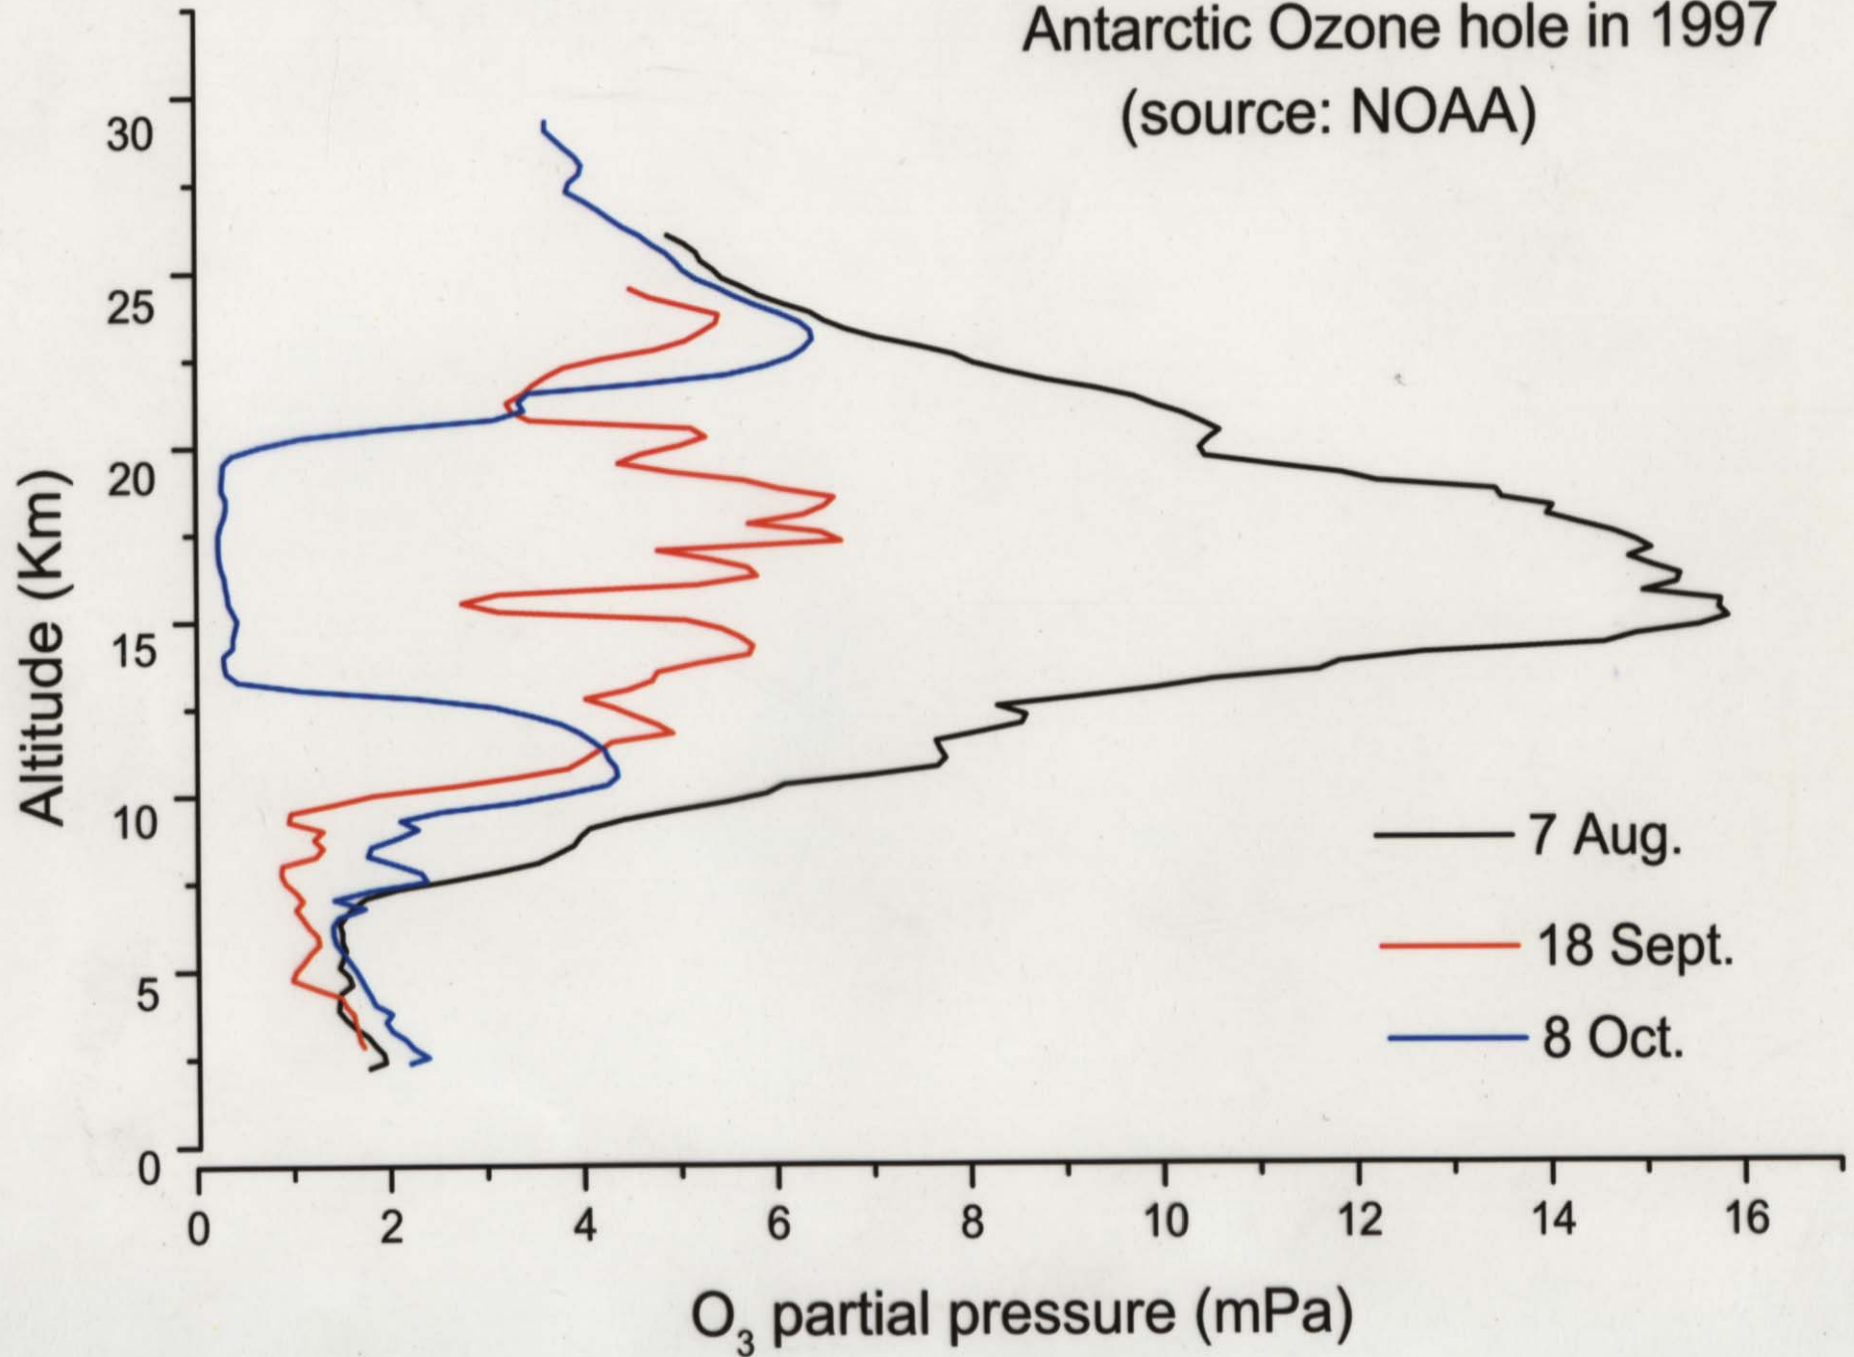 Antarctic Ozone hole in 1997
(source: NOAA)
30
25
20
15
10
5
0
Altitude (Km)
7 Aug.
18 Sept.
8 Oct.
0 2 4 6 8 10 12 14 16
O₃ partial pressure (mPa)